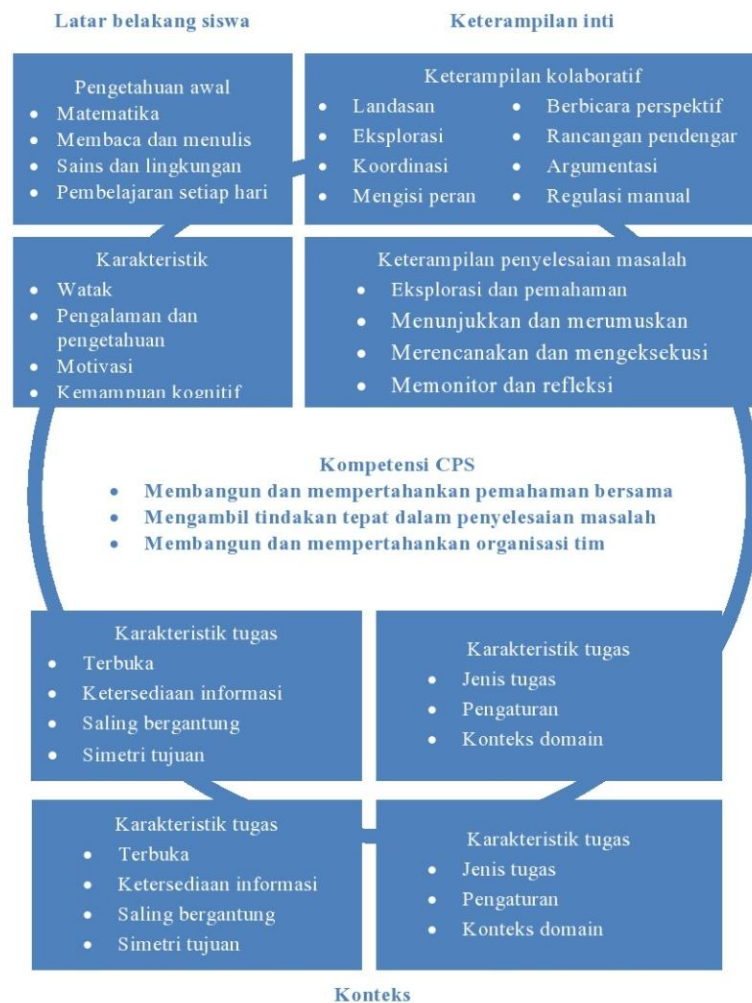 Latar belakang siswa
Keterampilan inti
Pengetahuan awal
• Matematika
• Membaca dan menulis
• Sains dan lingkungan
• Pembelajaran setiap hari
Keterampilan kolaboratif
• Landasan
• Eksplorasi
• Koordinasi
• Mengisi peran
• Berbicara perspektif
• Rancangan pendengar
• Argumentasi
• Regulasi manual
Karakteristik
• Watak
• Pengalaman dan
pengetahuan
• Motivasi
• Kemampuan kognitif
Keterampilan penyelesaian masalah
• Eksplorasi dan pemahaman
• Menunjukkan dan merumuskan
• Merencanakan dan mengeksekusi
• Memonitor dan refleksi
Kompetensi CPS
• Membangun dan mempertahankan pemahaman bersama
• Mengambil tindakan tepat dalam penyelesaian masalah
• Membangun dan mempertahankan organisasi tim
Karakteristik tugas
• Terbuka
• Ketersediaan informasi
• Saling bergantung
• Simetri tujuan
Karakteristik tugas
• Jenis tugas
• Pengaturan
• Konteks domain
Karakteristik tugas
• Terbuka
• Ketersediaan informasi
• Saling bergantung
• Simetri tujuan
Karakteristik tugas
• Jenis tugas
• Pengaturan
• Konteks domain
Konteks